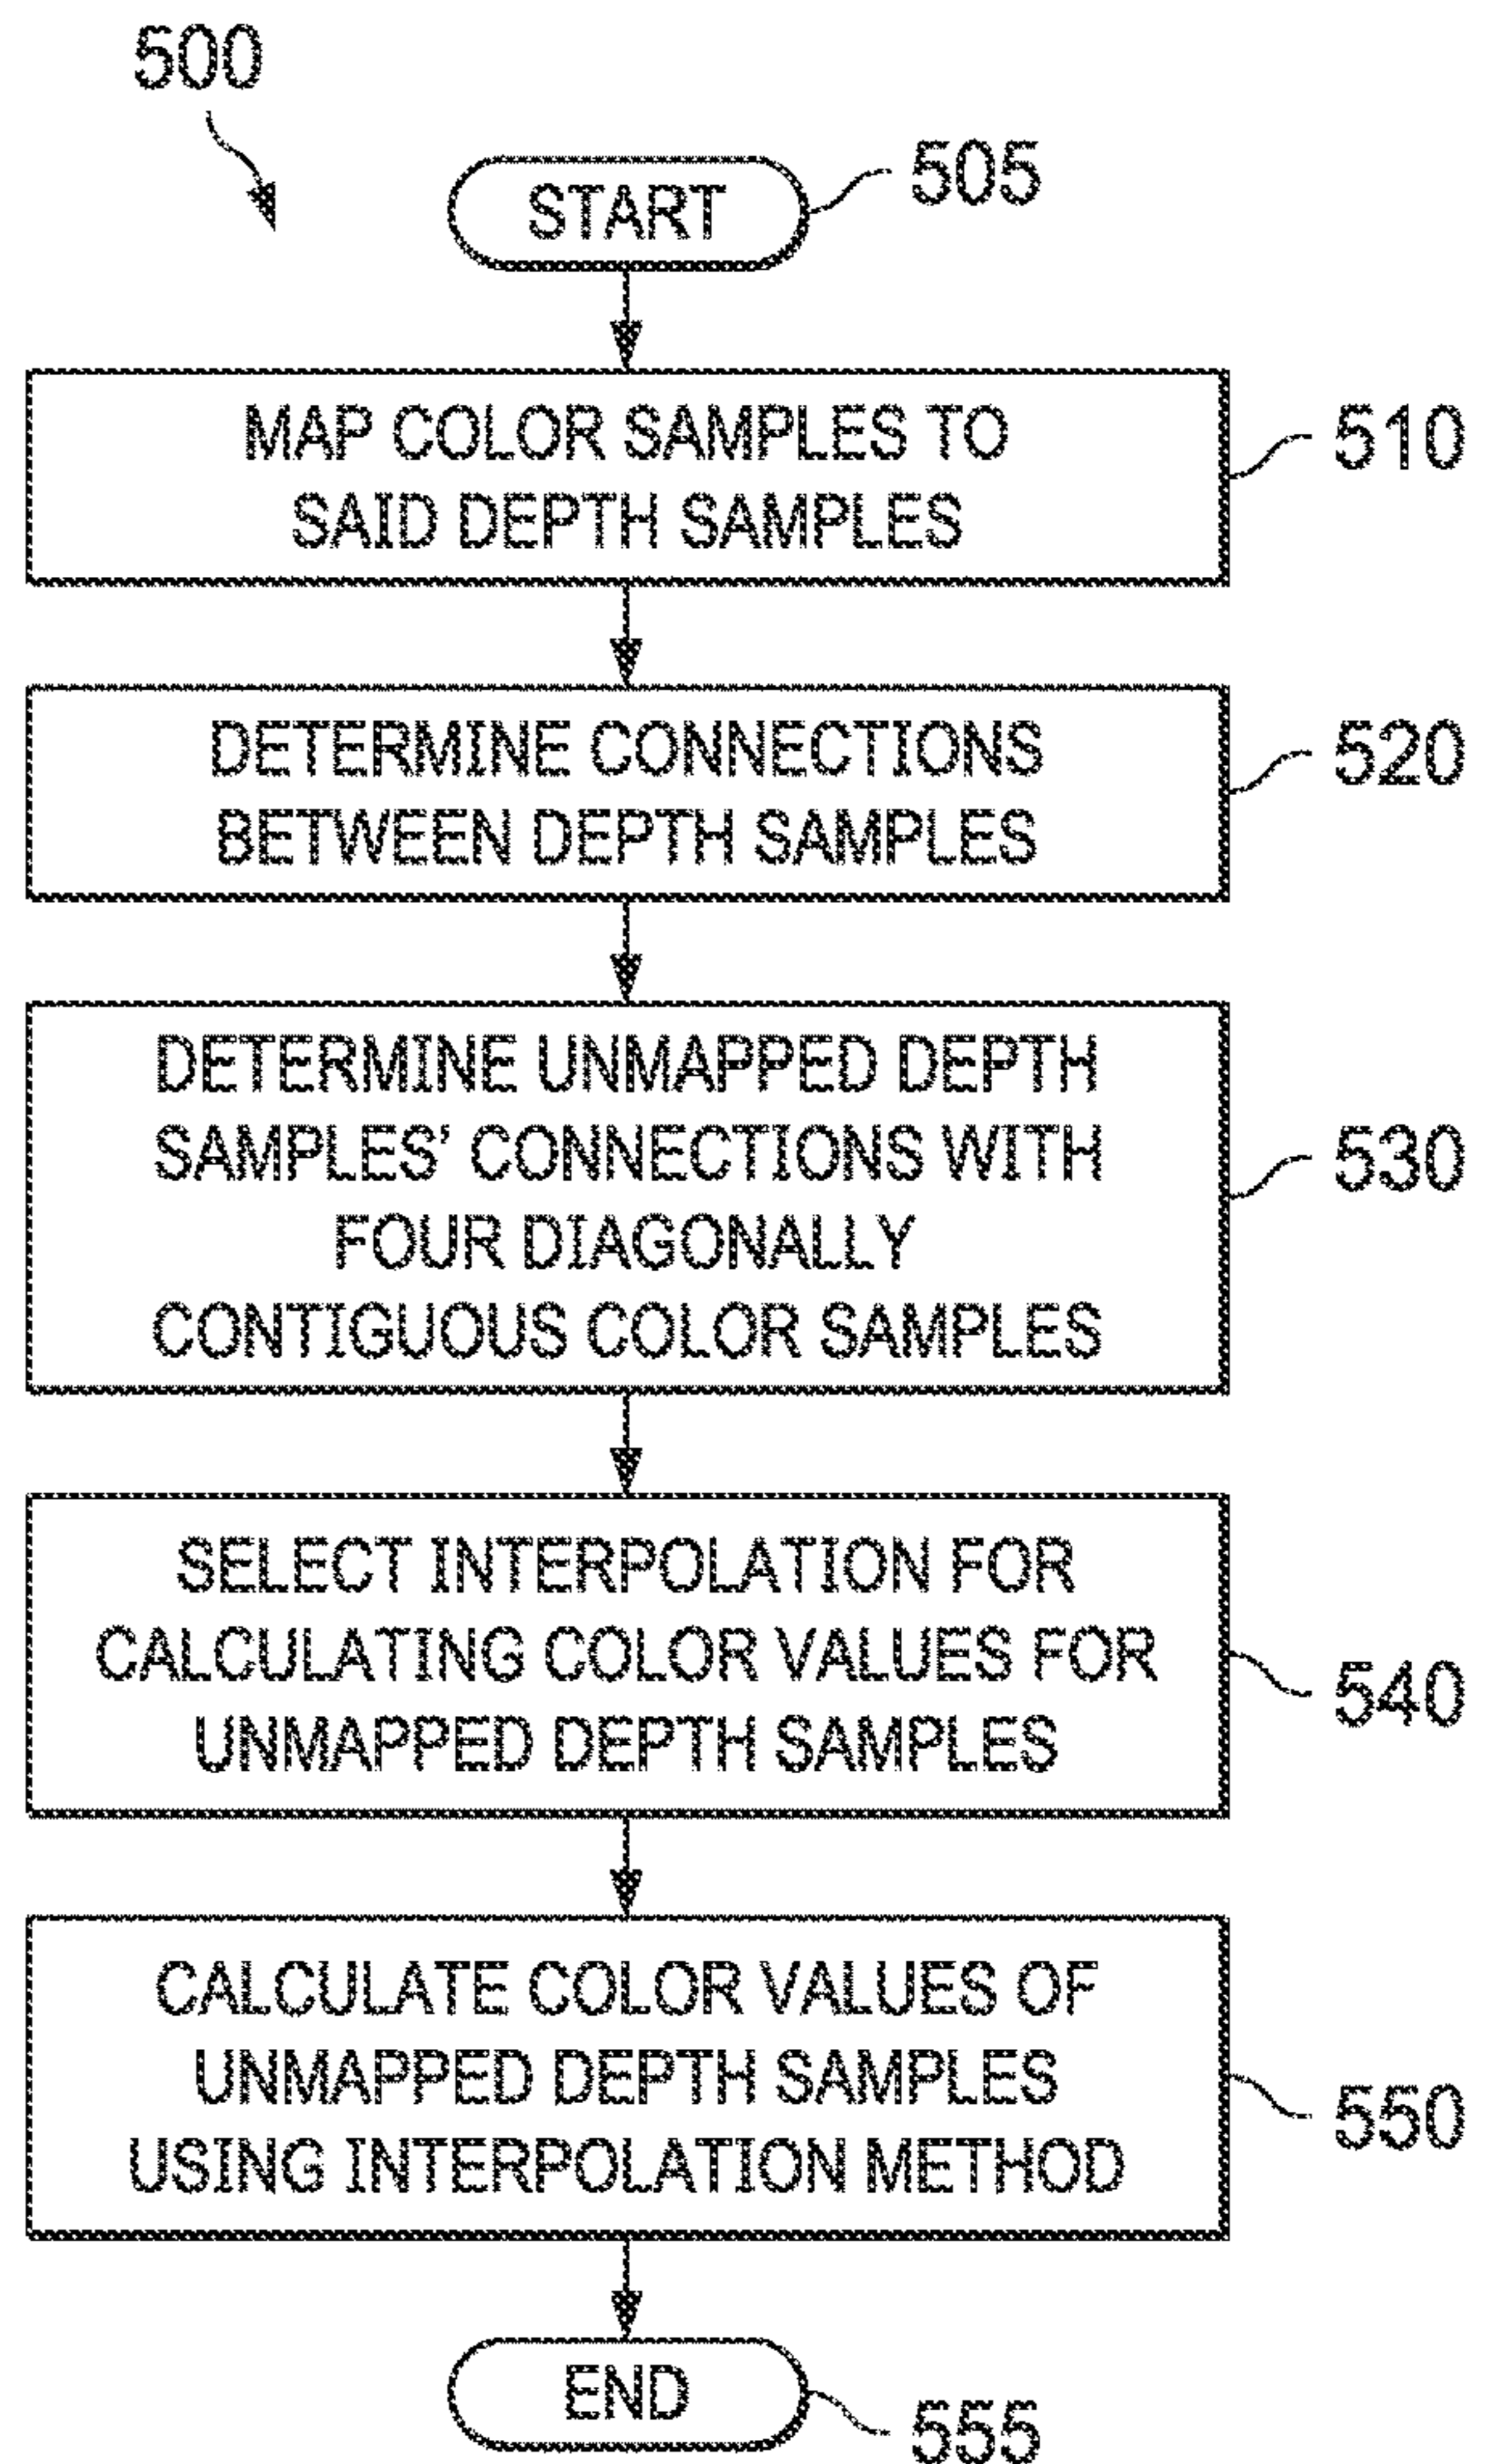 500
START
505
MAP COLOR SAMPLES TO
SAID DEPTH SAMPLES
510
DETERMINE CONNECTIONS
BETWEEN DEPTH SAMPLES
520
DETERMINE UNMAPPED DEPTH
SAMPLES' CONNECTIONS WITH
FOUR DIAGONALLY
CONTIGUOUS COLOR SAMPLES
530
SELECT INTERPOLATION FOR
CALCULATING COLOR VALUES FOR
UNMAPPED DEPTH SAMPLES
540
CALCULATE COLOR VALUES OF
UNMAPPED DEPTH SAMPLES
USING INTERPOLATION METHOD
550
END
555